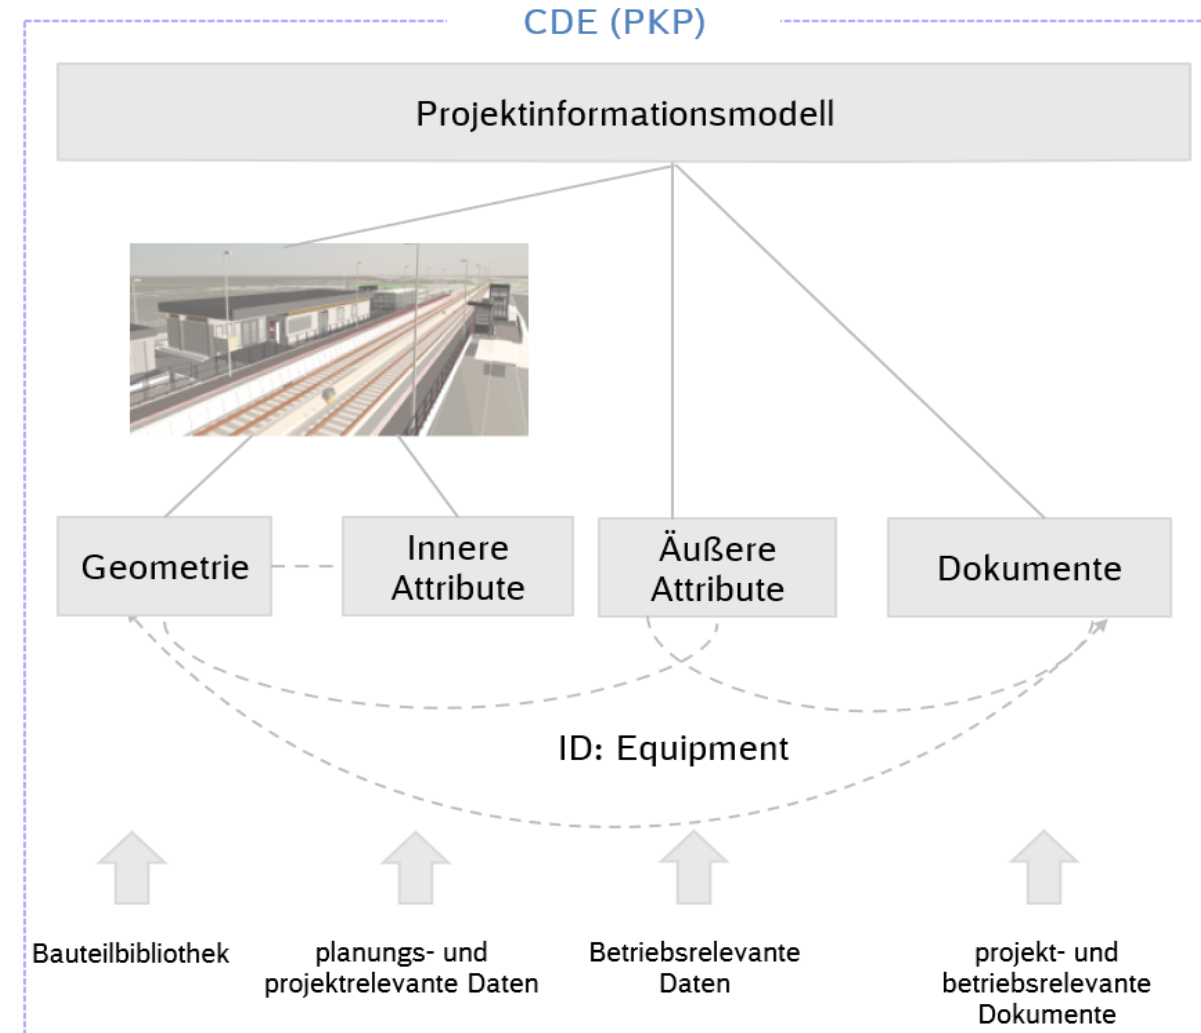 CDE (PKP)
Projektinformationsmodell
Geometrie
Innere
Attribute
Äußere
Attribute
Dokumente
ID: Equipment
Bauteilbibliothek
planungs- und
projektrelevante Daten
Betriebsrelevante
Daten
projekt- und
betriebsrelevante
Dokumente